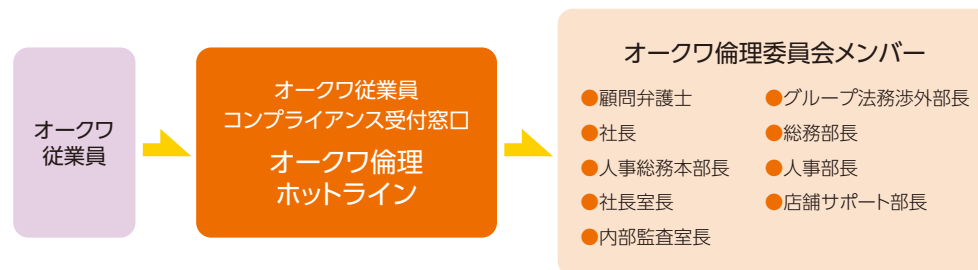 オークワ
従業員
オークワ従業員
コンプライアンス受付窓口
オークワ倫理
ホットライン
オークワ倫理委員会メンバー
●顧問弁護士
●社長
●人事総務本部長
●社長室長
●内部監査室長
●グループ法務渉外部長
●総務部長
●人事部長
●店舗サポート部長